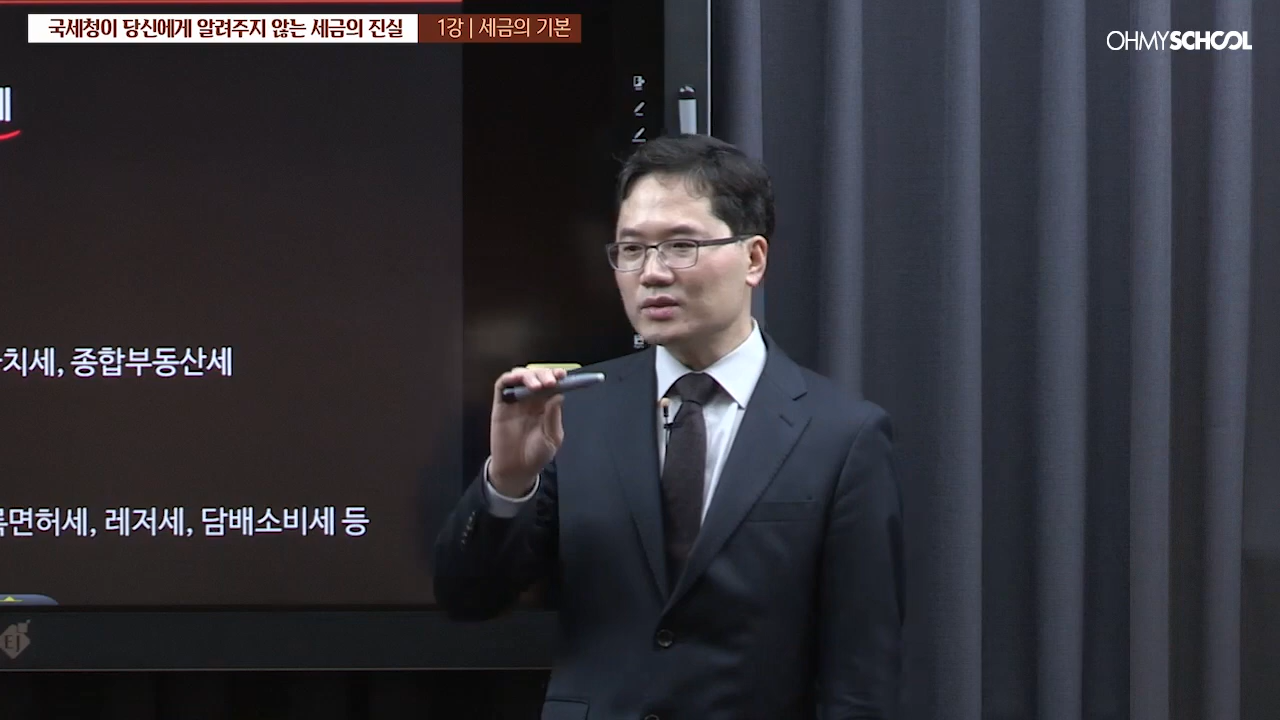 국세청이 당신에게 알려주지 않는 세금의 진실 1강 | 세금의 기본
OHMYSCHOOL
치세, 종합부동산세
면허세, 레저세, 담배소비세 등